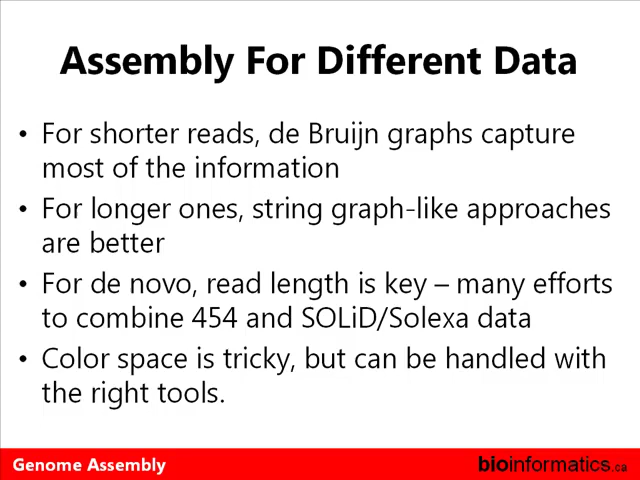 Assembly For Different Data
• For shorter reads, de Bruijn graphs capture
most of the information
• For longer ones, string graph-like approaches
are better
• For de novo, read length is key – many efforts
to combine 454 and SOLiD/Solexa data
• Color space is tricky, but can be handled with
the right tools.
Genome Assembly
bioinformatics.ca